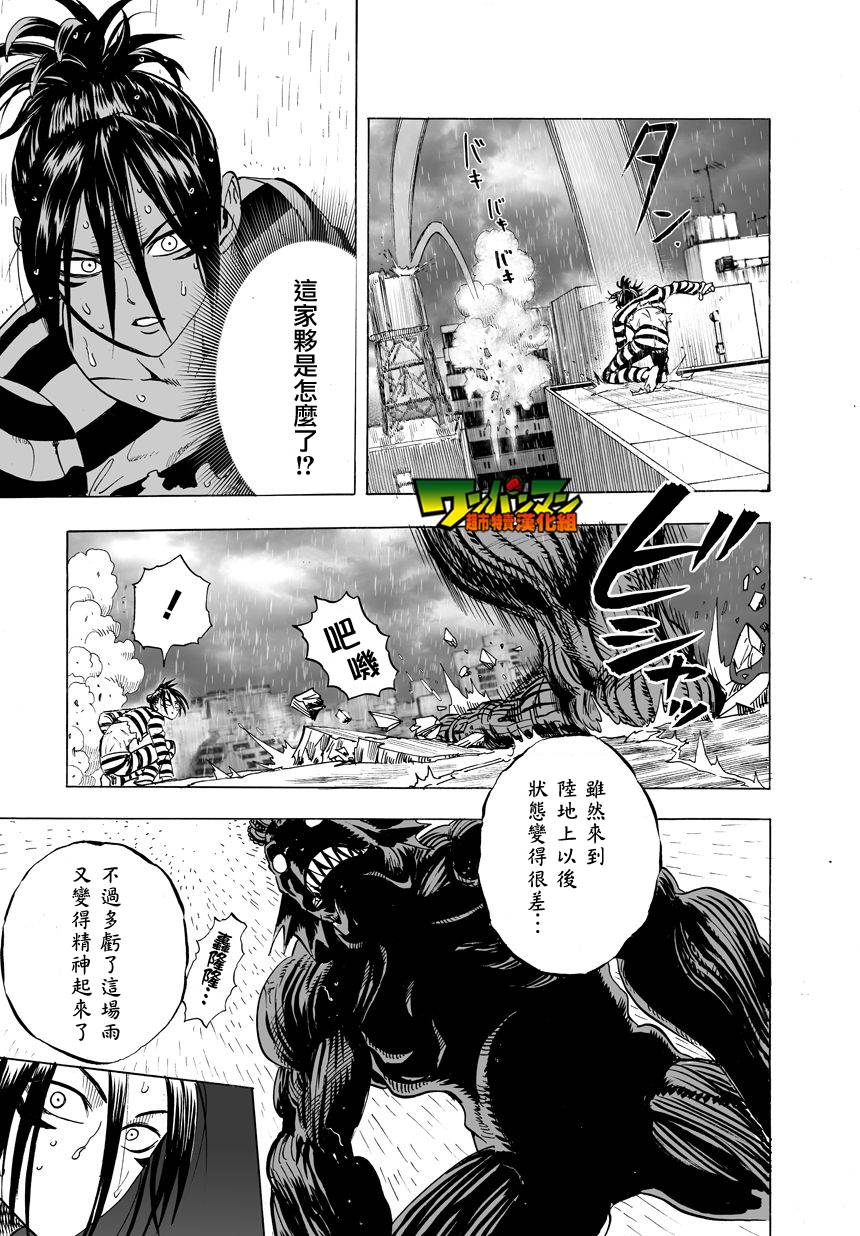 タン
バキ
バキ
這家夥是怎麼了!?
ワンパンマン
超市特賣漢化組
ビシャッ
吧嘰
!
雖然來到
陸地上以後
狀態變得很差…
轟隆隆…
不過多虧了這場雨
又變得精神起來了